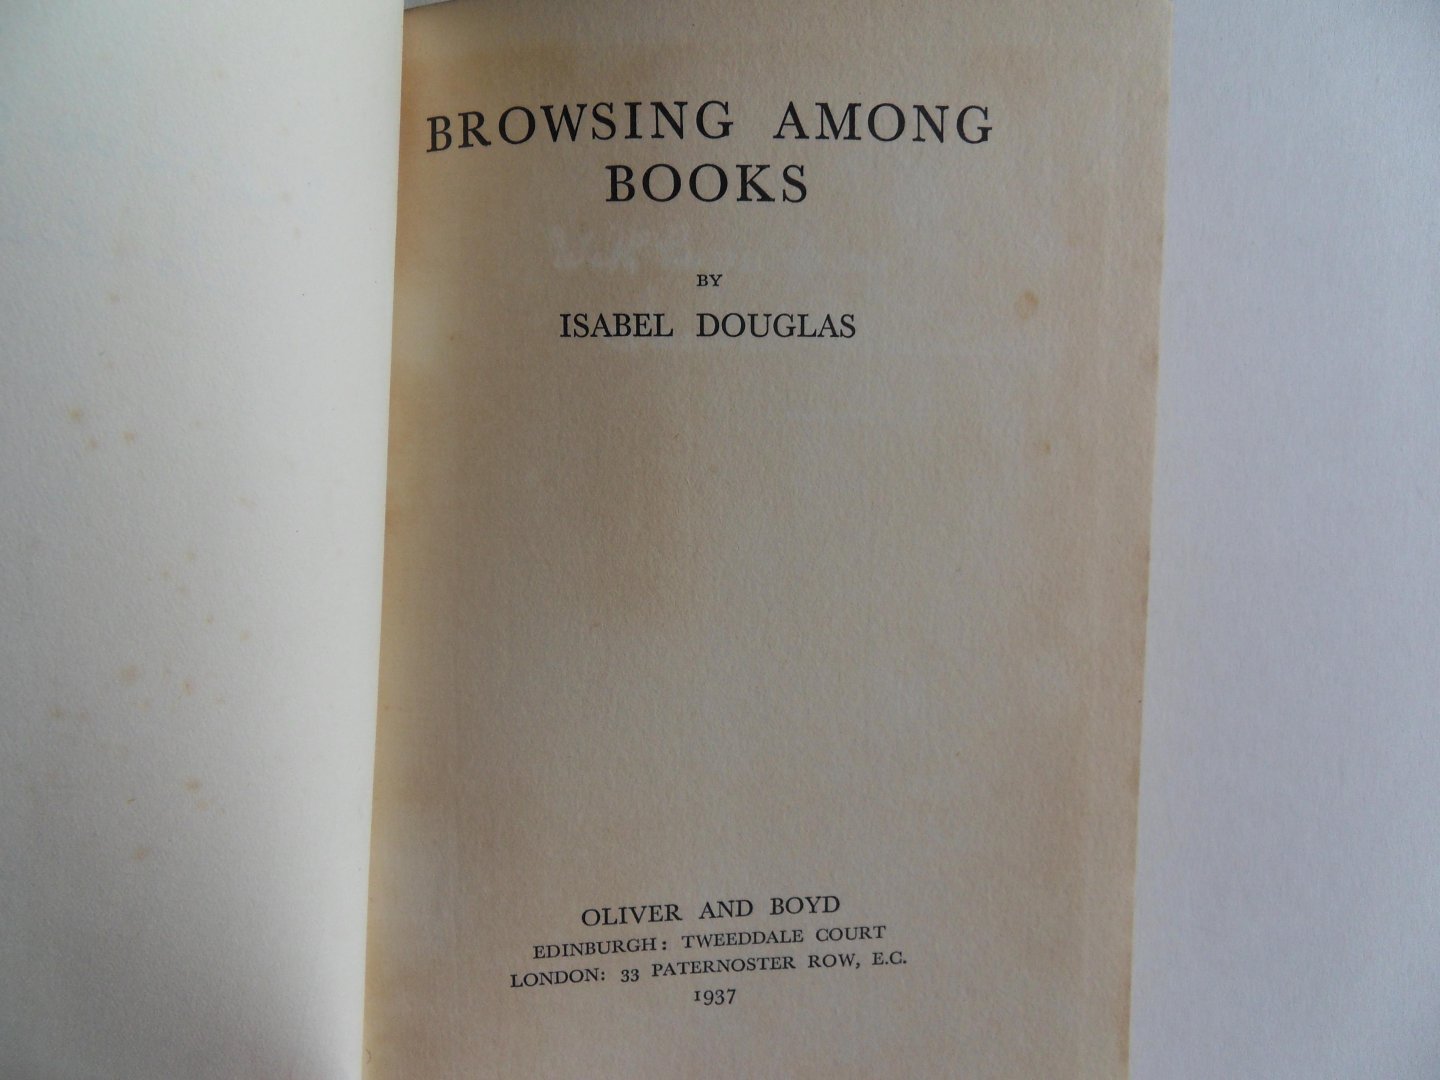 BROWSING AMONG
BOOKS
BY
ISABEL DOUGLAS
OLIVER AND BOYD
EDINBURGH: TWEEDDALE COURT
LONDON: 33 PATERNOSTER ROW, E.C.
1937